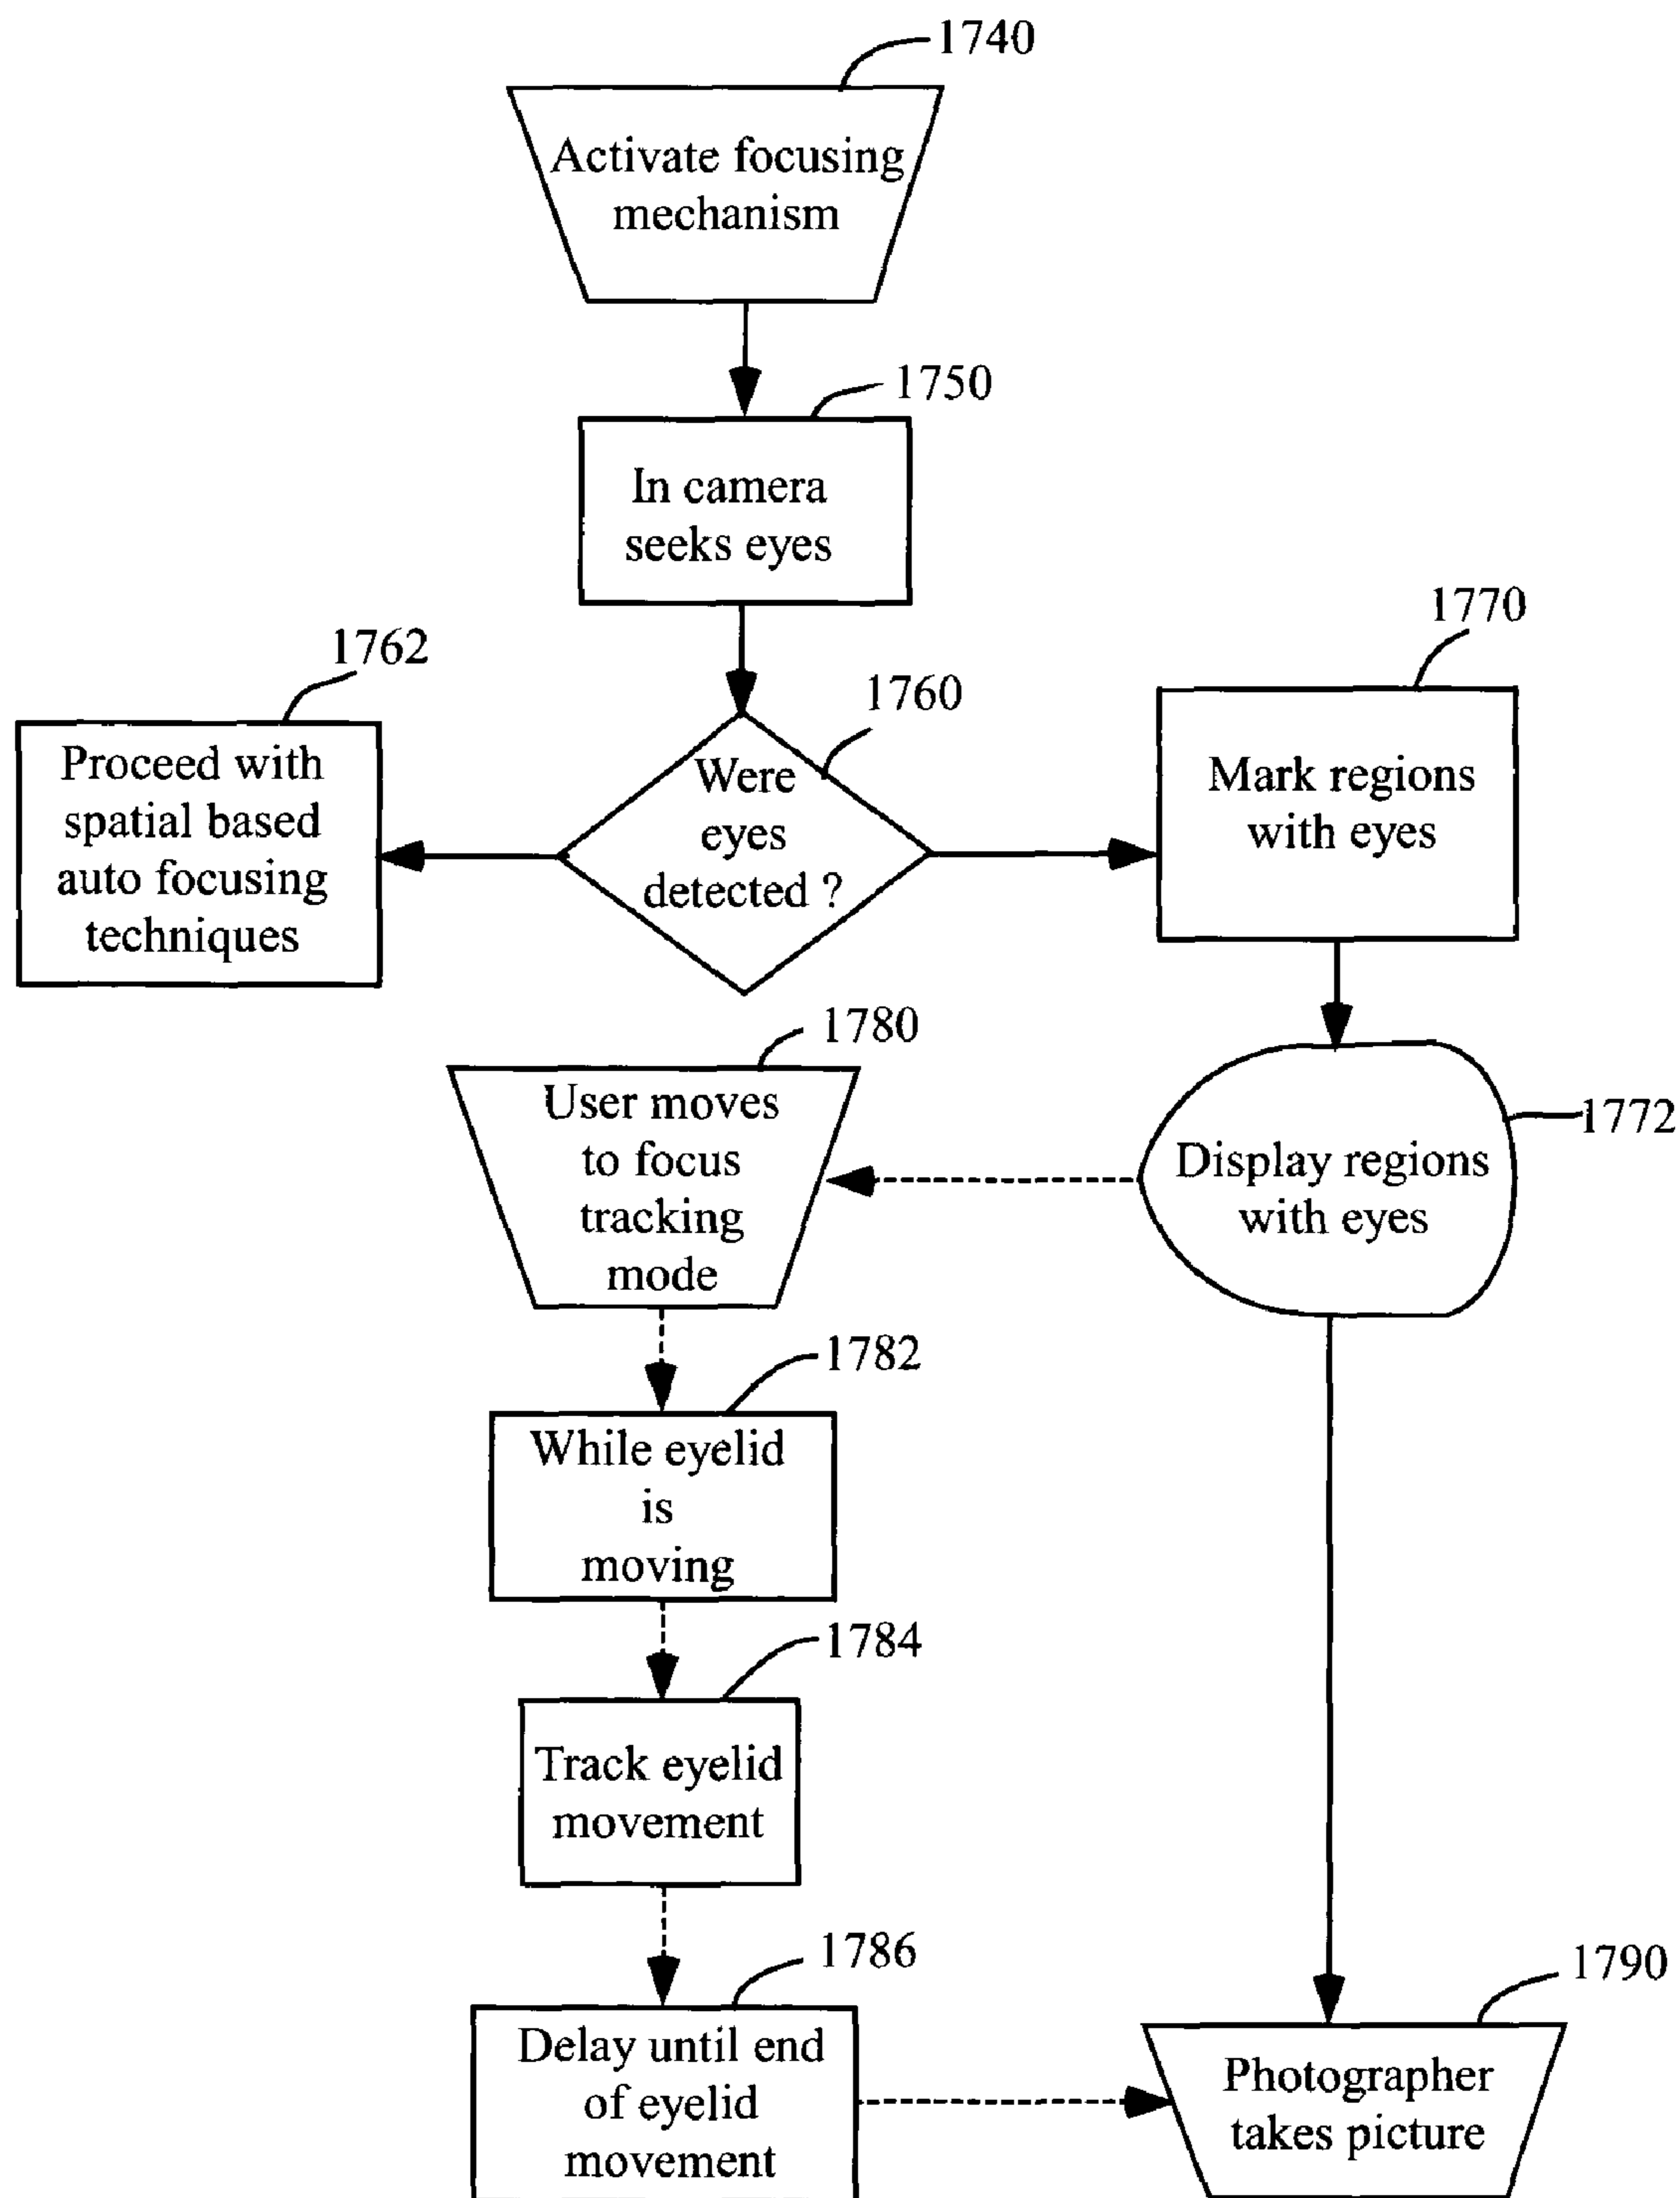 1740
Activate focusing
mechanism
1750
In camera
seeks eyes
1762
Proceed with
spatial based
auto focusing
techniques
1760
Were
eyes
detected ?
1770
Mark regions
with eyes
1772
Display regions
with eyes
1780
User moves
to focus
tracking
mode
1782
While eyelid
is
moving
1784
Track eyelid
movement
1786
Delay until end
of eyelid
movement
1790
Photographer
takes picture